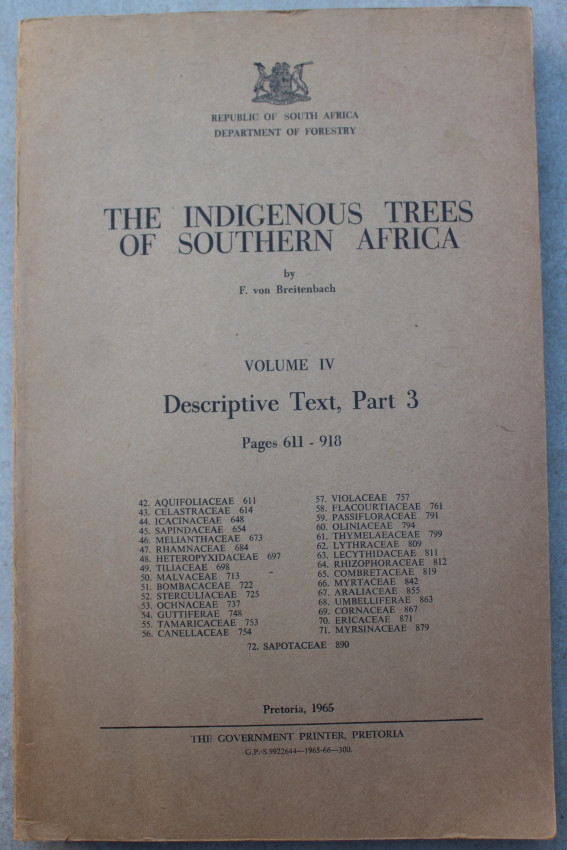 REPUBLIC OF SOUTH AFRICA
DEPARTMENT OF FORESTRY
THE INDIGENOUS TREES
OF SOUTHERN AFRICA
by
F. von Breitenbach
VOLUME IV
Descriptive Text, Part 3
Pages 611 - 918
42. AQUIFOLIACEAE 611
43. CELASTRACEAE 614
44. ICACINACEAE 648
45. SAPINDACEAE 654
46. MELIANTHACEAE 673
47. RHAMNACEAE 684
48. HETEROPYXIDACEAE 697
49. TILIACEAE 698
50. MALVACEAE 713
51. BOMBACACEAE 722
52. STERCULIACEAE 725
53. OCHNACEAE 737
54. GUTTIFERAE 748
55. TAMARICACEAE 753
56. CANELLACEAE 754
57. VIOLACEAE 757
58. FLACOURTIACEAE 761
59. PASSIFLORACEAE 791
60. OLINIACEAE 794
61. THYMELAEACEAE 799
62. LYTHRACEAE 809
63. LECYTHIDACEAE 811
64. RHIZOPHORACEAE 812
65. COMBRETACEAE 819
66. MYRTACEAE 842
67. ARALIACEAE 855
68. UMBELLIFERAE 863
69. CORNACEAE 867
70. ERICACEAE 871
71. MYRSINACEAE 879
72. SAPOTACEAE 890
Pretoria, 1965
THE GOVERNMENT PRINTER, PRETORIA
G.P.-S.9922644—1965-66—300.